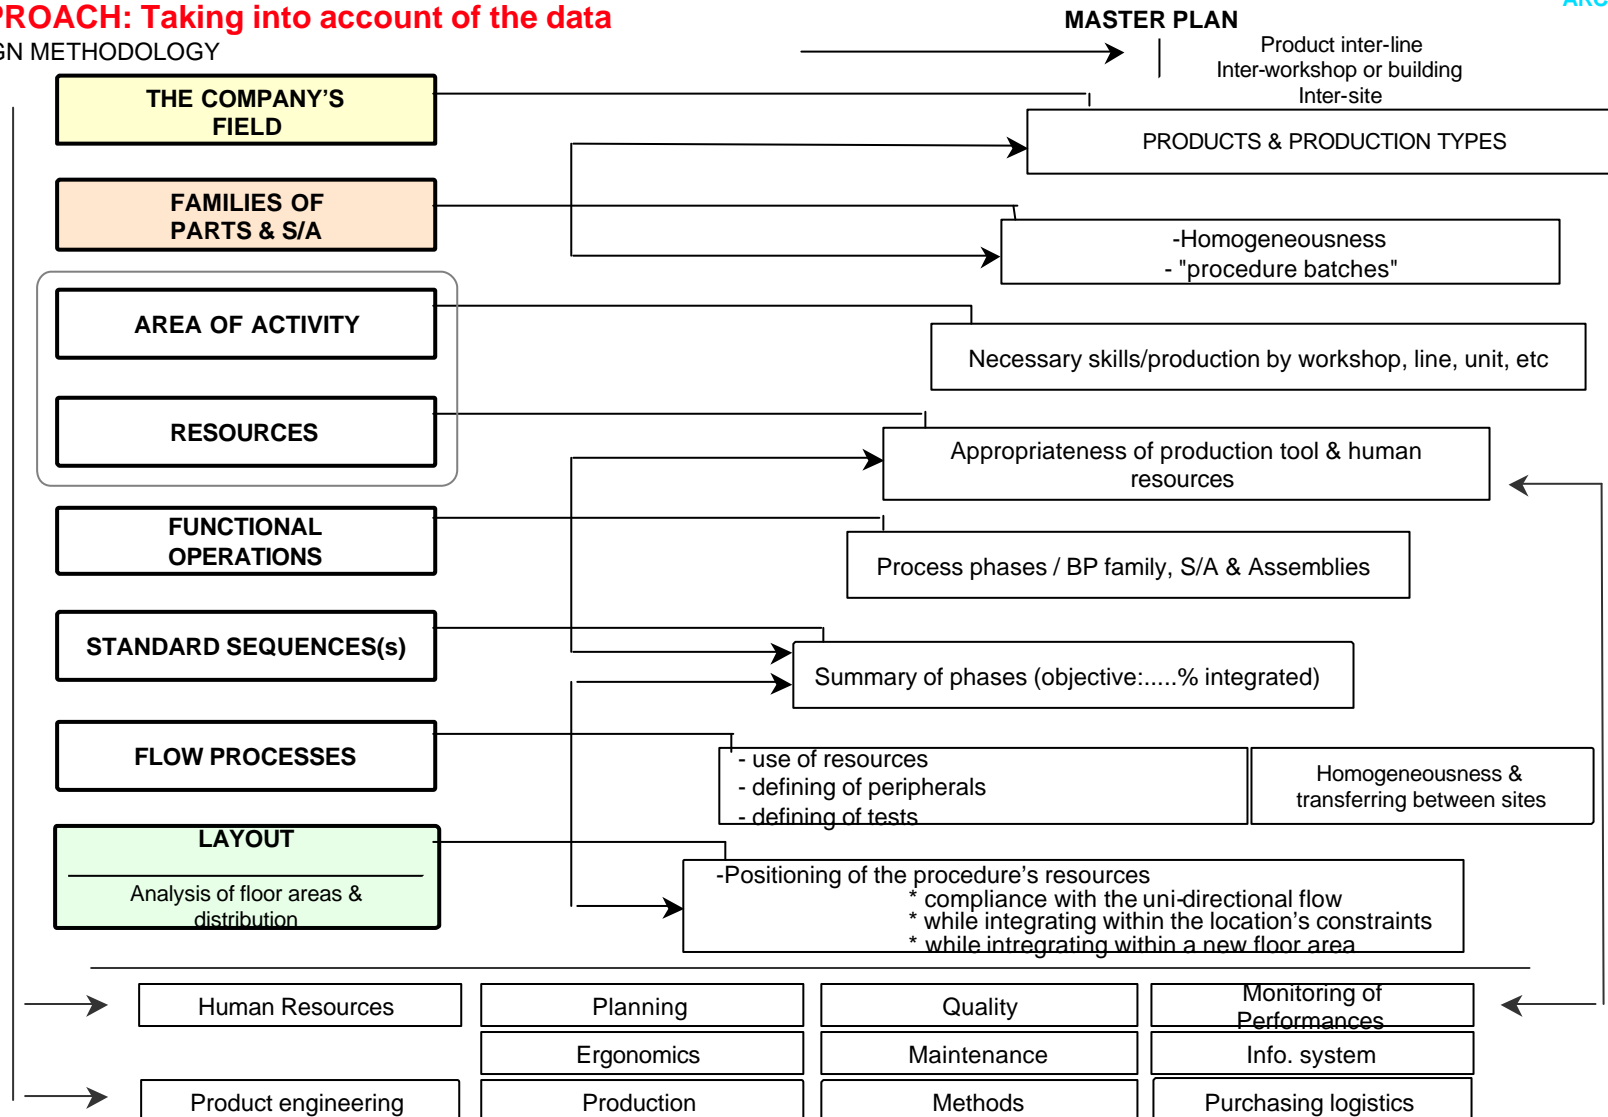 PROACH: Taking into account of the data
GN METHODOLOGY
MASTER PLAN
ARC
Product inter-line
Inter-workshop or building
Inter-site
THE COMPANY'S
FIELD
PRODUCTS & PRODUCTION TYPES
FAMILIES OF
PARTS & S/A
-Homogeneousness
- "procedure batches"
AREA OF ACTIVITY
Necessary skills/production by workshop, line, unit, etc
RESOURCES
Appropriateness of production tool & human
resources
FUNCTIONAL
OPERATIONS
Process phases / BP family, S/A & Assemblies
STANDARD SEQUENCES(s)
Summary of phases (objective:.....% integrated)
FLOW PROCESSES
- use of resources
- defining of peripherals
- defining of tests
Homogeneousness &
transferring between sites
LAYOUT
Analysis of floor areas &
distribution
-Positioning of the procedure's resources
* compliance with the uni-directional flow
* while integrating within the location's constraints
* while intregrating within a new floor area
Human Resources
Planning
Quality
Monitoring of
Performances
Ergonomics
Maintenance
Info. system
Product engineering
Production
Methods
Purchasing logistics